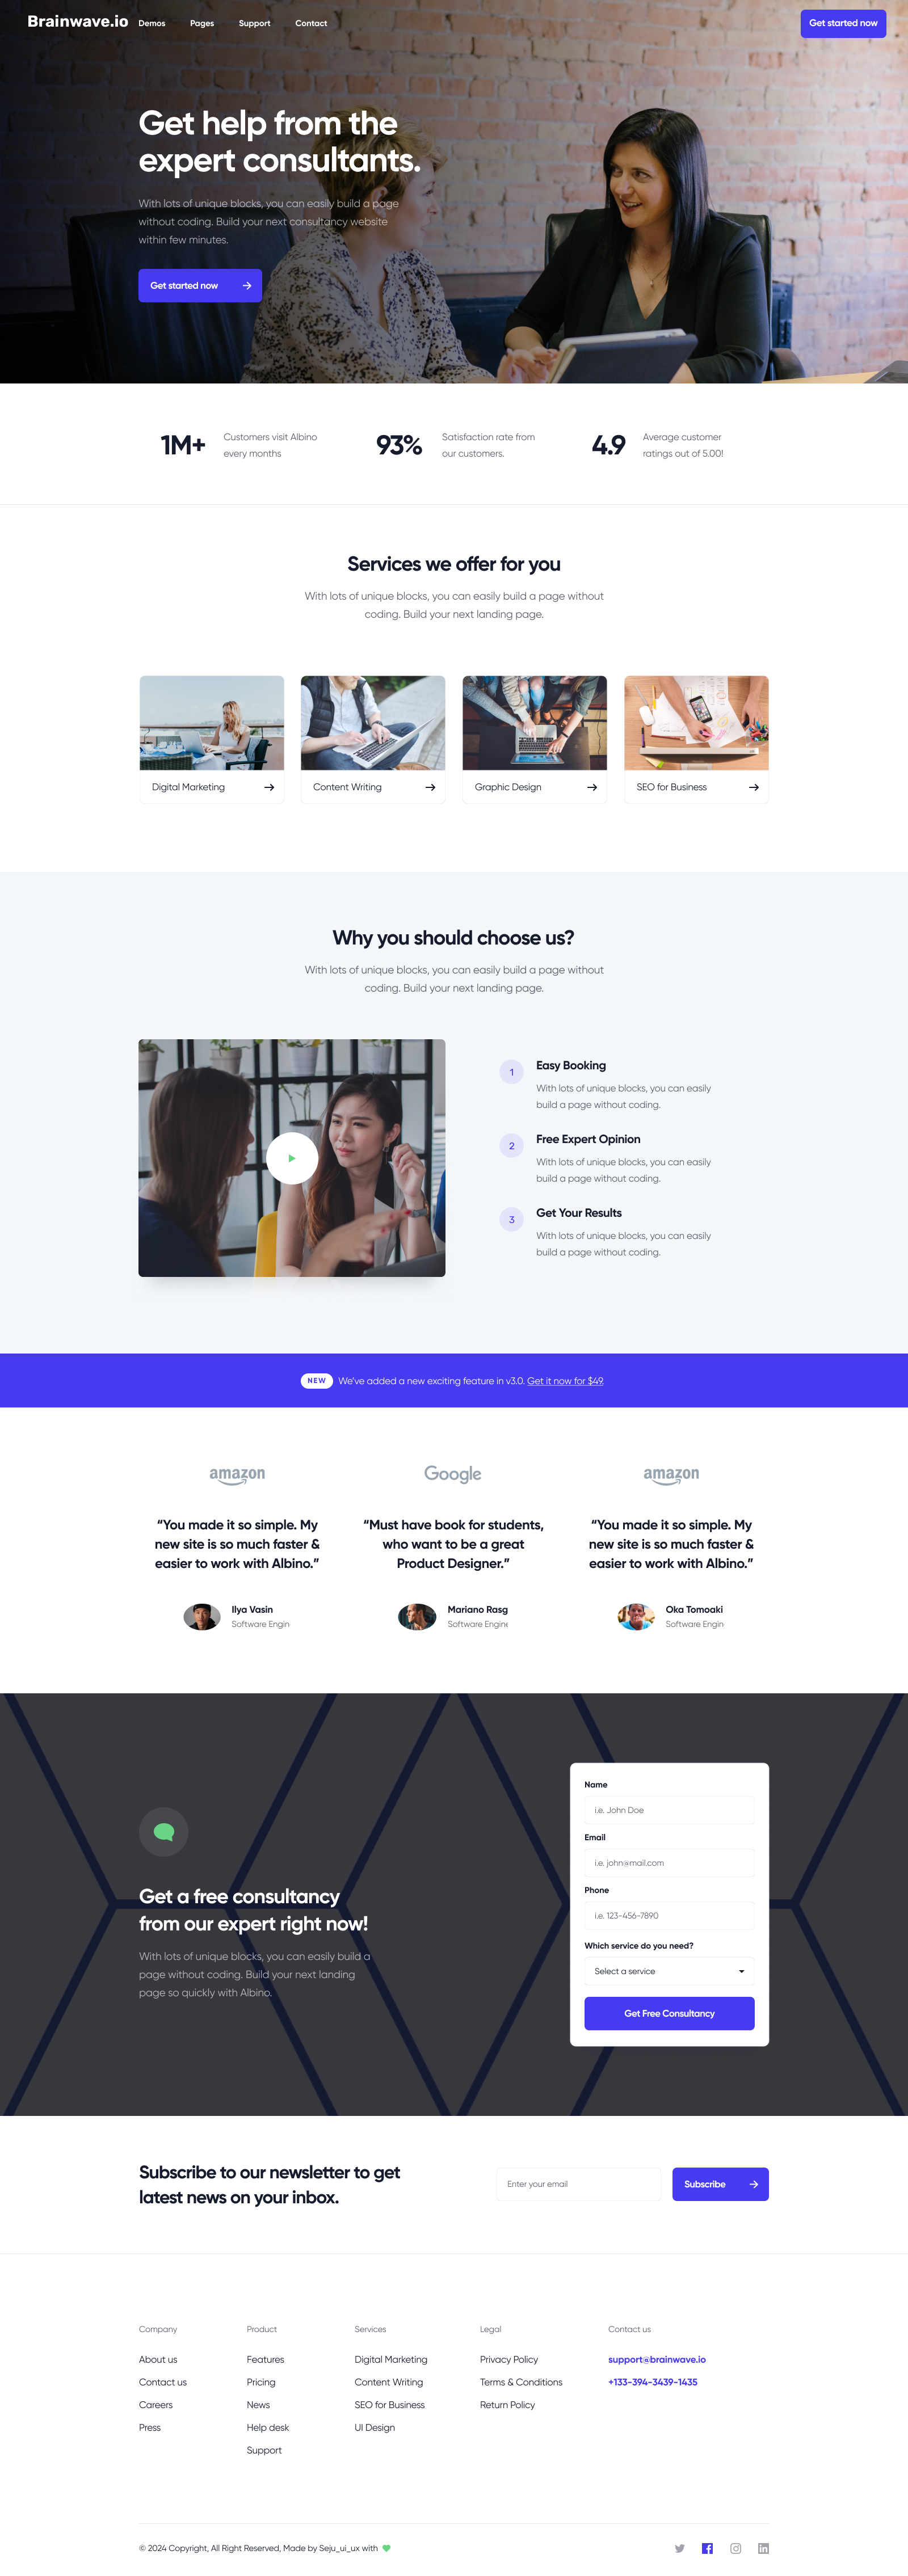 Brainwave.io
Demos
Pages
Support
Contact
Get started now
Get help from the
expert consultants.
With lots of unique blocks, you can easily build a page
without coding. Build your next consultancy website
within few minutes.
Get started now
1M+
Customers visit Albino
every months
93%
Satisfaction rate from
our customers.
4.9
Average customer
ratings out of 5.00!
Services we offer for you
With lots of unique blocks, you can easily build a page without
coding. Build your next landing page.
Digital Marketing
Content Writing
Graphic Design
SEO for Business
Why you should choose us?
With lots of unique blocks, you can easily build a page without
coding. Build your next landing page.
1
Easy Booking
With lots of unique blocks, you can easily
build a page without coding.
2
Free Expert Opinion
With lots of unique blocks, you can easily
build a page without coding.
3
Get Your Results
With lots of unique blocks, you can easily
build a page without coding.
NEW
We've added a new exciting feature in v3.0. Get it now for $49.
amazon
“You made it so simple. My
new site is so much faster &
easier to work with Albino.”
Ilya Vasin
Software Engin
Google
“Must have book for students,
who want to be a great
Product Designer.”
Mariano Rasg
Software Engine
amazon
“You made it so simple. My
new site is so much faster &
easier to work with Albino.”
Oka Tomoaki
Software Engin
Get a free consultancy
from our expert right now!
With lots of unique blocks, you can easily build a
page without coding. Build your next landing
page so quickly with Albino.
Name
i.e. John Doe
Email
i.e. john@mail.com
Phone
i.e. 123-456-7890
Which service do you need?
Select a service
Get Free Consultancy
Subscribe to our newsletter to get
latest news on your inbox.
Enter your email
Subscribe
Company
About us
Contact us
Careers
Press
Product
Features
Pricing
News
Help desk
Support
Services
Digital Marketing
Content Writing
SEO for Business
UI Design
Legal
Privacy Policy
Terms & Conditions
Return Policy
Contact us
support@brainwave.io
+133-394-3439-1435
© 2024 Copyright, All Right Reserved, Made by Seju_ui_ux with